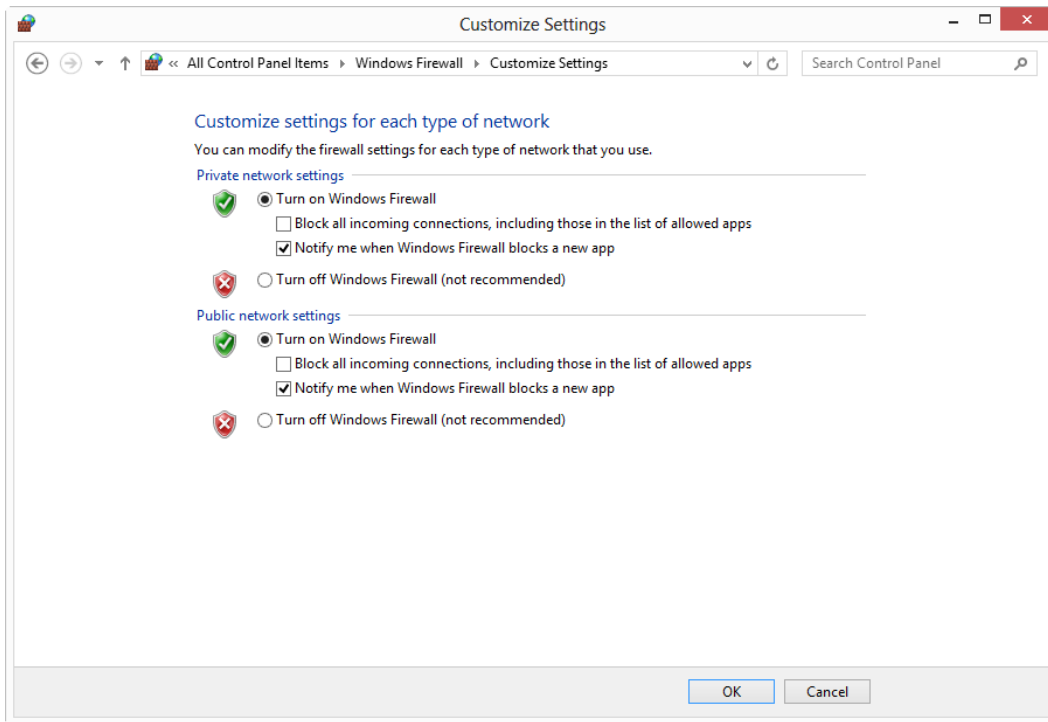 Customize Settings
« All Control Panel Items Windows Firewall Customize Settings Search Control Panel
Customize settings for each type of network
You can modify the firewall settings for each type of network that you use.
Private network settings
Turn on Windows Firewall
Block all incoming connections, including those in the list of allowed apps
Notify me when Windows Firewall blocks a new app
Turn off Windows Firewall (not recommended)
Public network settings
Turn on Windows Firewall
Block all incoming connections, including those in the list of allowed apps
Notify me when Windows Firewall blocks a new app
Turn off Windows Firewall (not recommended)
OK Cancel